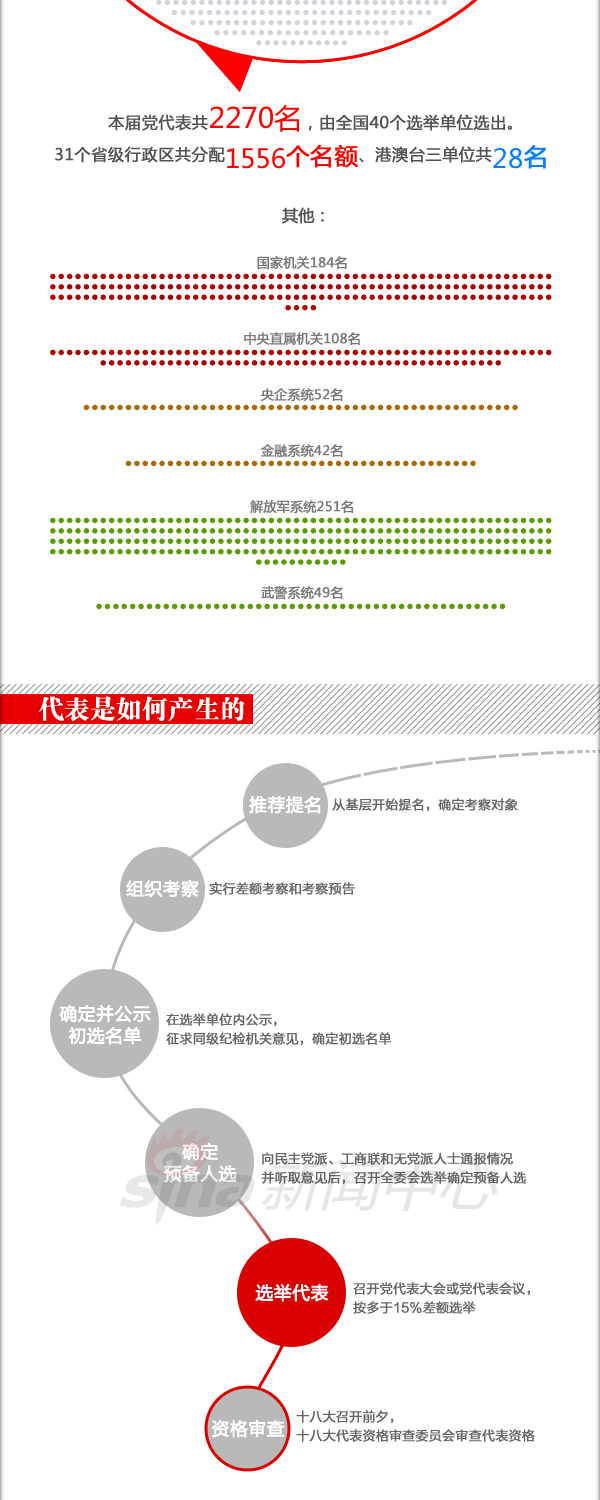 本届党代表共2270名，由全国40个选举单位选出。
31个省级行政区共分配1556个名额、港澳台三单位共28名
其他：
国家机关184名
中央直属机关108名
央企系统52名
金融系统42名
解放军系统251名
武警系统49名
代表是如何产生的
推荐提名
从基层开始提名，确定考察对象
组织考察
实行差额考察和考察预告
确定并公示
初选名单
在选举单位内公示，
征求同级纪检机关意见，确定初选名单
确定
预备人选
向民主党派、工商联和无党派人士通报情况
并听取意见后，召开全委会选举确定预备人选
sina 新闻中心
选举代表
召开党代表大会或党代表会议，
按多于15%差额选举
资格审查
十八大召开前夕，
十八大代表资格审查委员会审查代表资格